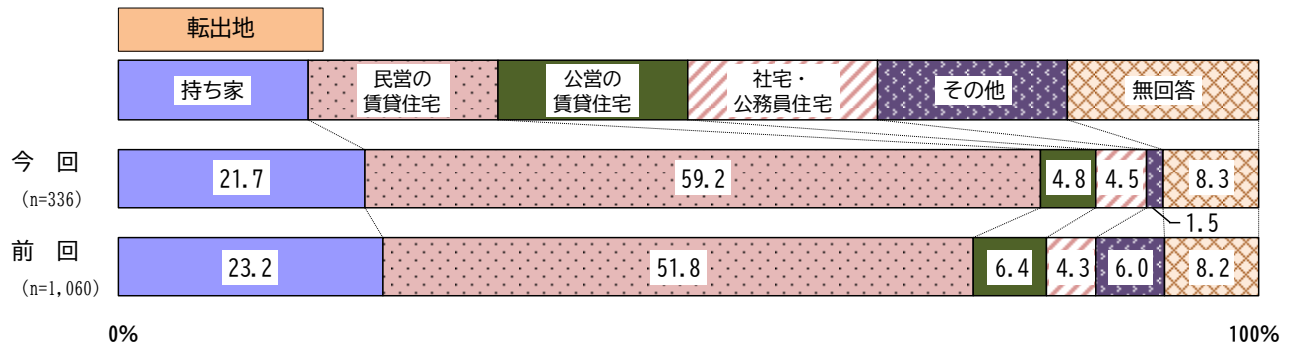 転出地
持ち家
民営の
賃貸住宅
公営の
賃貸住宅
社宅・
公務員住宅
その他
無回答
今 回
(n=336)
21.7
59.2
4.8
4.5
1.5
8.3
前 回
(n=1,060)
23.2
51.8
6.4
4.3
6.0
8.2
0%
100%